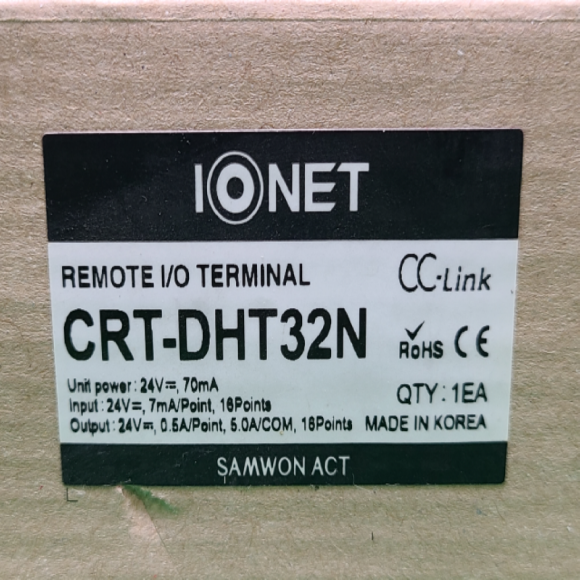 IONET
REMOTE I/O TERMINAL
CC-Link
CRT-DHT32N
RoHS CE
Unit power : 24V⎓, 70mA
Input : 24V⎓, 7mA/Point, 16Points
QTY : 1EA
Output : 24V⎓, 0.5A/Point, 5.0A/COM, 16Points
MADE IN KOREA
SAMWON ACT